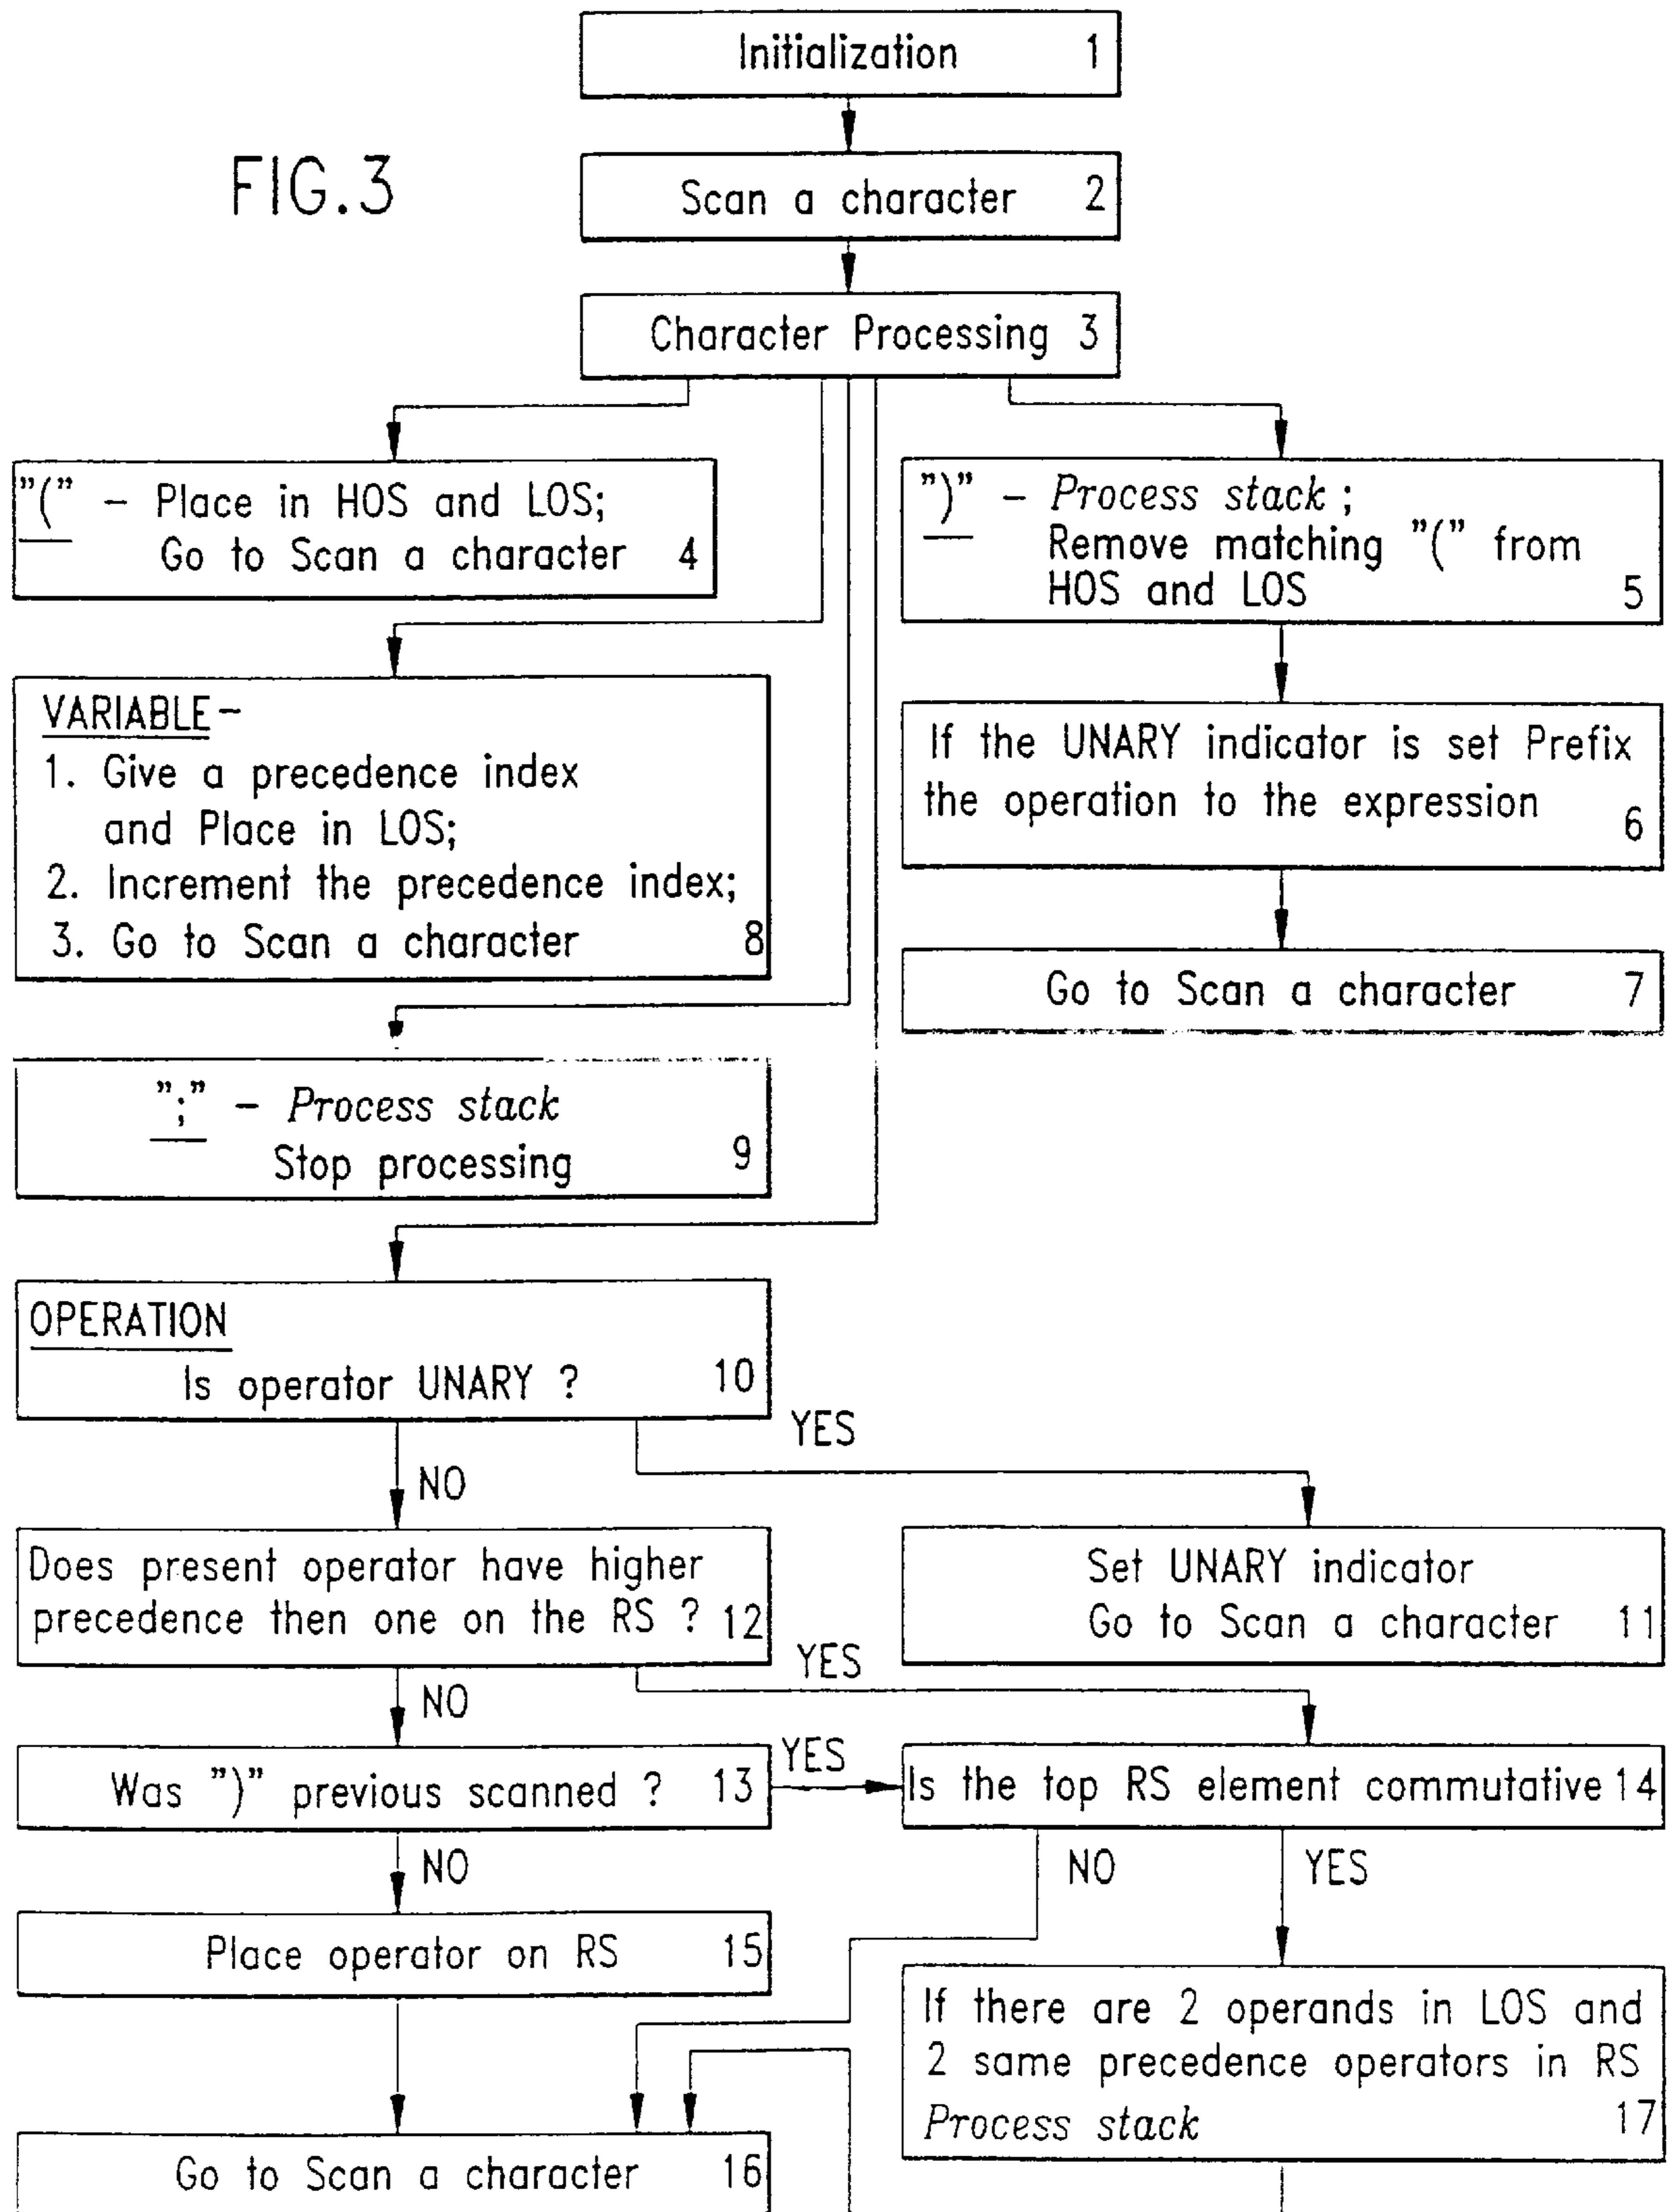 Initialization 1
FIG.3
Scan a character 2
Character Processing 3
"(" - Place in HOS and LOS;
Go to Scan a character 4
")" - Process stack ;
Remove matching "(" from
HOS and LOS 5
VARIABLE-
1. Give a precedence index
and Place in LOS;
2. Increment the precedence index;
3. Go to Scan a character 8
If the UNARY indicator is set Prefix
the operation to the expression 6
Go to Scan a character 7
";" - Process stack
Stop processing 9
OPERATION
Is operator UNARY ? 10
YES
NO
Does present operator have higher
precedence then one on the RS ? 12
Set UNARY indicator
Go to Scan a character 11
YES
NO
Was ")" previous scanned ? 13
YES
Is the top RS element commutative 14
NO
NO
YES
Place operator on RS 15
If there are 2 operands in LOS and
2 same precedence operators in RS
Process stack 17
Go to Scan a character 16